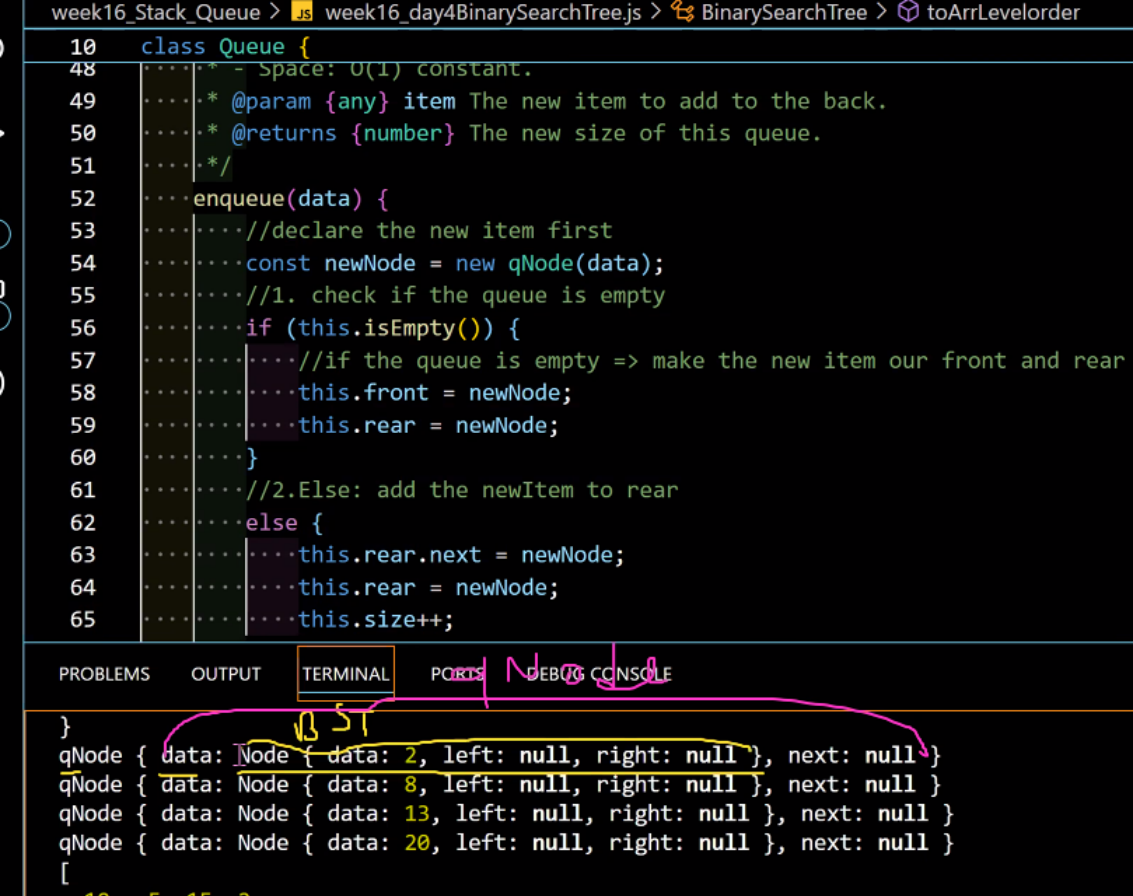 week16_Stack_Queue > JS week16_day4BinarySearchTree.js > BinarySearchTree > toArrLevelorder
10 class Queue {
48 * - Space: O(1) constant.
49 * @param {any} item The new item to add to the back.
50 * @returns {number} The new size of this queue.
51 */
52 enqueue(data) {
53 //declare the new item first
54 const newNode = new qNode(data);
55 //1. check if the queue is empty
56 if (this.isEmpty()) {
57 //if the queue is empty => make the new item our front and rear
58 this.front = newNode;
59 this.rear = newNode;
60 }
61 //2.Else: add the newItem to rear
62 else {
63 this.rear.next = newNode;
64 this.rear = newNode;
65 this.size++;
PROBLEMS OUTPUT TERMINAL PORTS DEBUG CONSOLE
qNode
BST
}
qNode { data: Node { data: 2, left: null, right: null }, next: null }
qNode { data: Node { data: 8, left: null, right: null }, next: null }
qNode { data: Node { data: 13, left: null, right: null }, next: null }
qNode { data: Node { data: 20, left: null, right: null }, next: null }
[